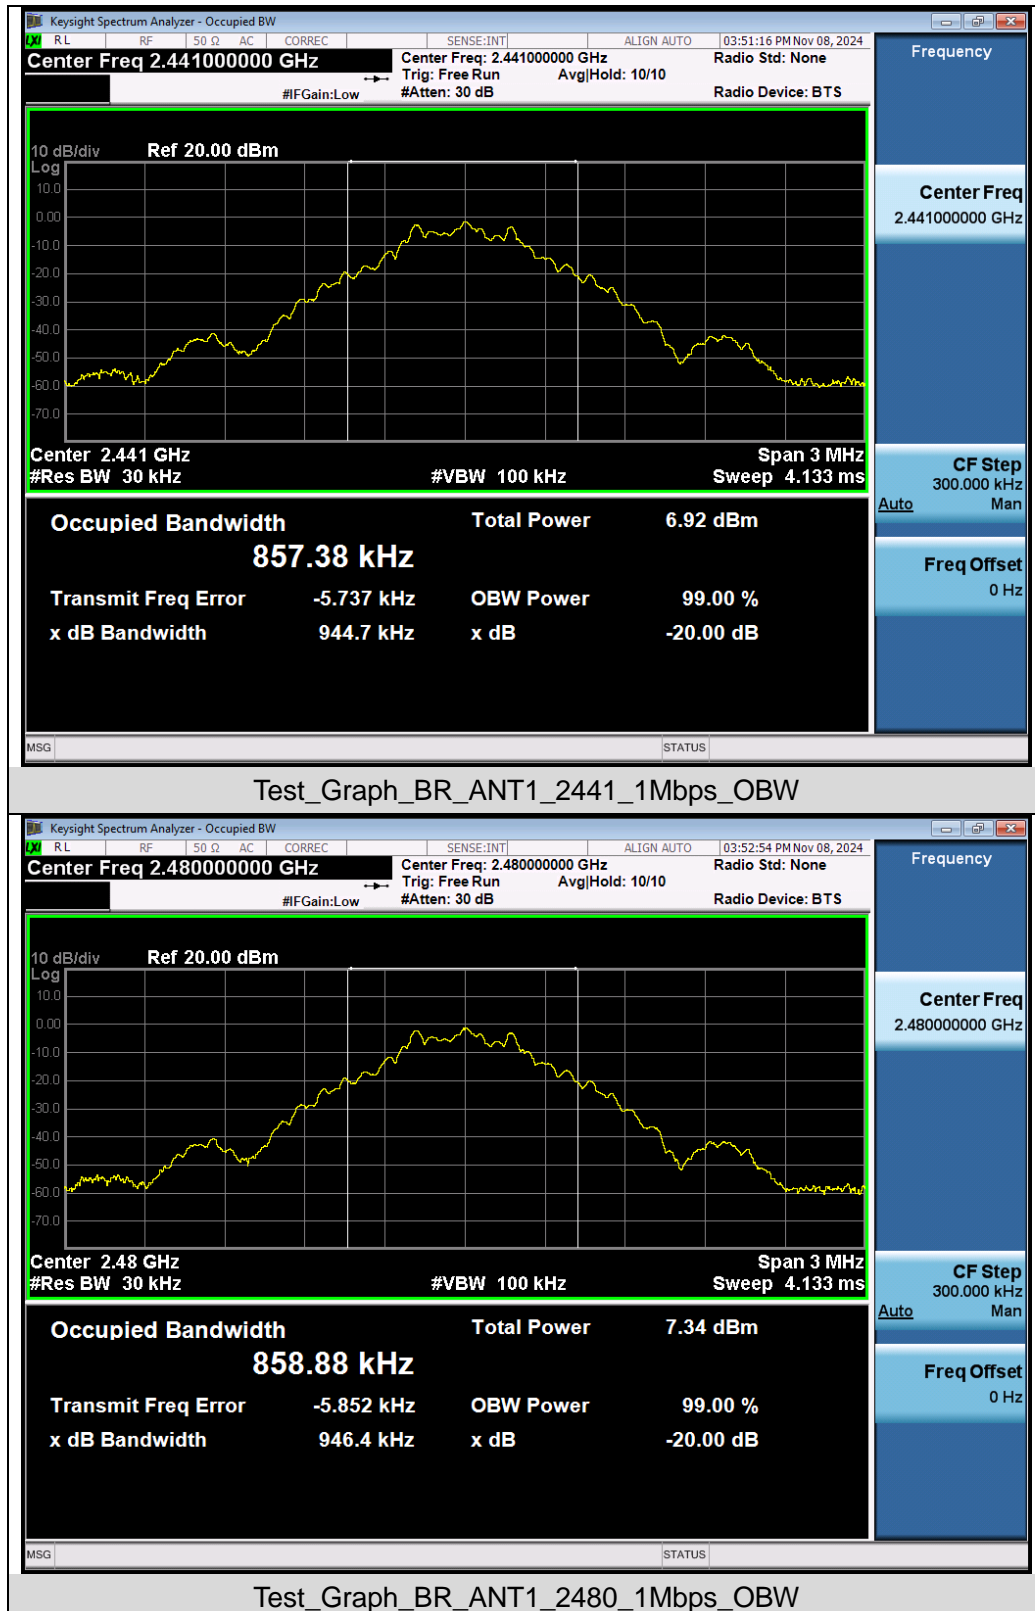 Keysight Spectrum Analyzer - Occupied BW
LXI RL RF 50 Ω AC CORREC SENSE:INT ALIGN AUTO 03:51:16 PM Nov 08, 2024
Center Freq 2.441000000 GHz
Center Freq: 2.441000000 GHz Radio Std: None
Trig: Free Run Avg|Hold: 10/10
#IFGain:Low #Atten: 30 dB Radio Device: BTS
Frequency
10 dB/div Ref 20.00 dBm
Log
10.0
0.00
-10.0
-20.0
-30.0
-40.0
-50.0
-60.0
-70.0
Center 2.441 GHz Span 3 MHz
#Res BW 30 kHz #VBW 100 kHz Sweep 4.133 ms
Center Freq
2.441000000 GHz
CF Step
300.000 kHz
Auto Man
Freq Offset
0 Hz
Occupied Bandwidth Total Power 6.92 dBm
857.38 kHz
Transmit Freq Error -5.737 kHz OBW Power 99.00 %
x dB Bandwidth 944.7 kHz x dB -20.00 dB
MSG STATUS
Test_Graph_BR_ANT1_2441_1Mbps_OBW
Keysight Spectrum Analyzer - Occupied BW
LXI RL RF 50 Ω AC CORREC SENSE:INT ALIGN AUTO 03:52:54 PM Nov 08, 2024
Center Freq 2.480000000 GHz
Center Freq: 2.480000000 GHz Radio Std: None
Trig: Free Run Avg|Hold: 10/10
#IFGain:Low #Atten: 30 dB Radio Device: BTS
Frequency
10 dB/div Ref 20.00 dBm
Log
10.0
0.00
-10.0
-20.0
-30.0
-40.0
-50.0
-60.0
-70.0
Center 2.48 GHz Span 3 MHz
#Res BW 30 kHz #VBW 100 kHz Sweep 4.133 ms
Center Freq
2.480000000 GHz
CF Step
300.000 kHz
Auto Man
Freq Offset
0 Hz
Occupied Bandwidth Total Power 7.34 dBm
858.88 kHz
Transmit Freq Error -5.852 kHz OBW Power 99.00 %
x dB Bandwidth 946.4 kHz x dB -20.00 dB
MSG STATUS
Test_Graph_BR_ANT1_2480_1Mbps_OBW